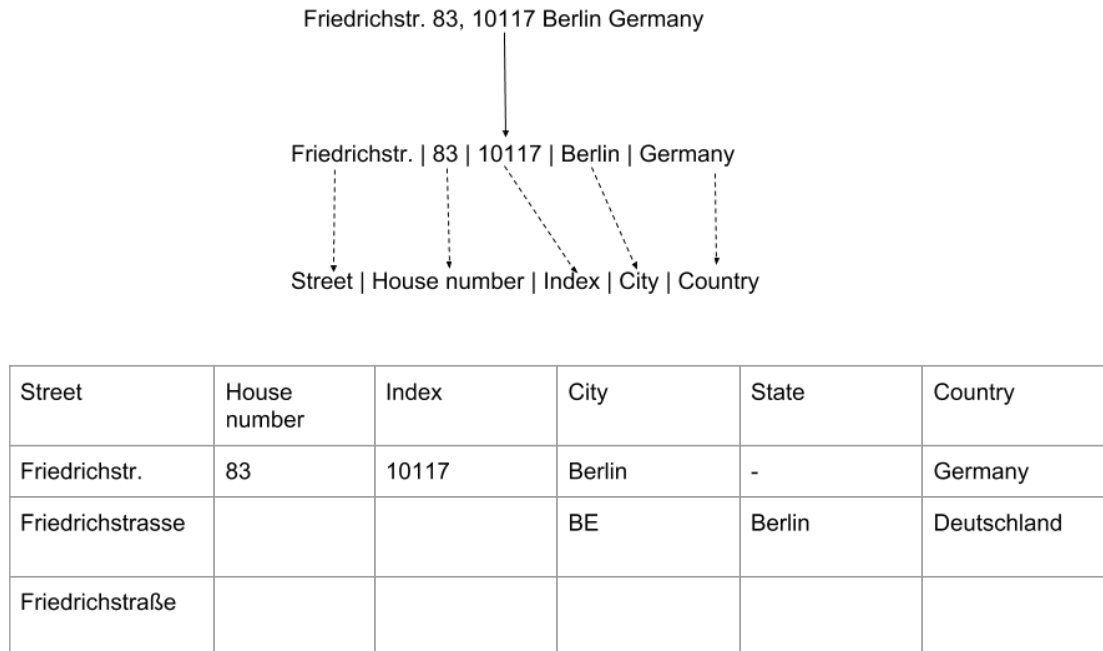 Friedrichstr. 83, 10117 Berlin Germany
Friedrichstr. | 83 | 10117 | Berlin | Germany
Street | House number | Index | City | Country
Street House number Index City State Country
Friedrichstr. 83 10117 Berlin - Germany
Friedrichstrasse BE Berlin Deutschland
Friedrichstraße